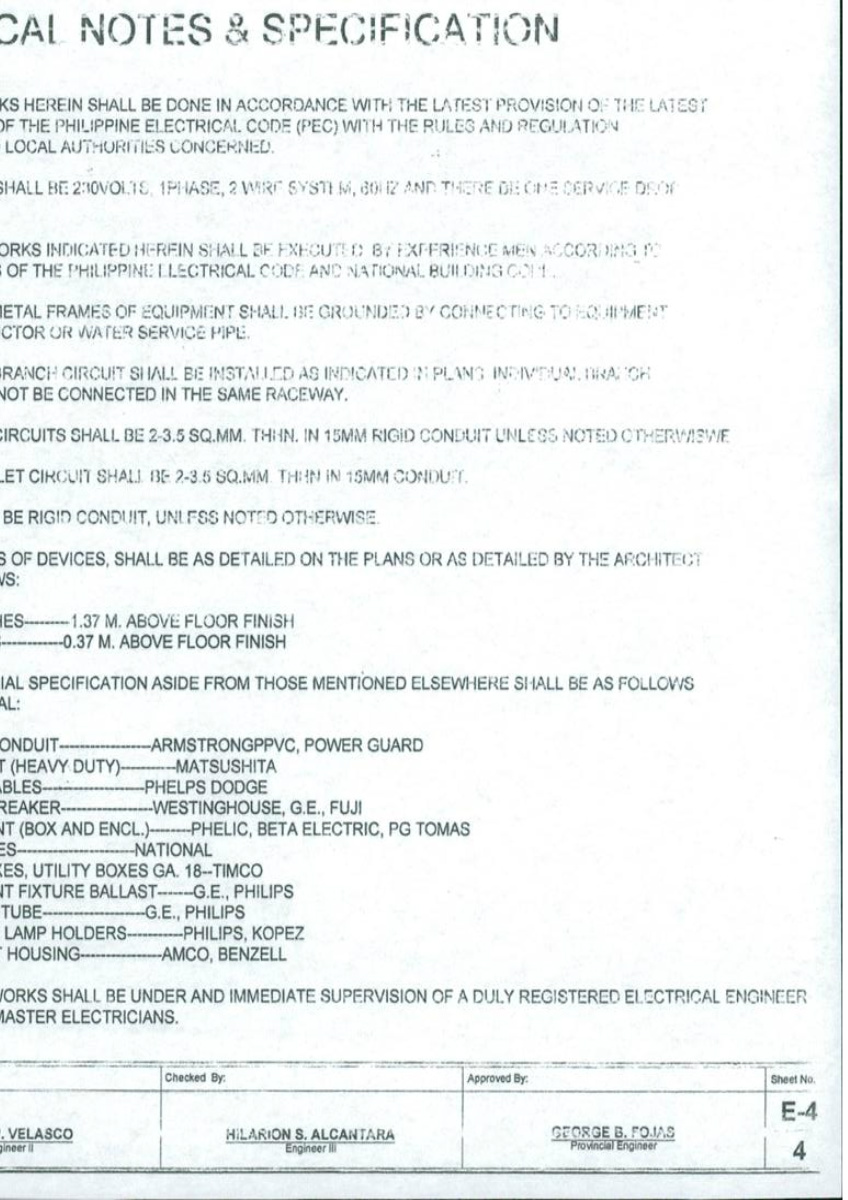 CAL NOTES & SPECIFICATION
KS HEREIN SHALL BE DONE IN ACCORDANCE WITH THE LATEST PROVISION OF THE LATEST
OF THE PHILIPPINE ELECTRICAL CODE (PEC) WITH THE RULES AND REGULATION
LOCAL AUTHORITIES CONCERNED.
SHALL BE 230VOLTS, 1PHASE, 2 WIRE SYSTEM, 60HZ AND THERE BE ONE SERVICE DROP
ORKS INDICATED HEREIN SHALL BE EXECUTED BY EXPERIENCE MEN ACCORDING TO
S OF THE PHILIPPINE ELECTRICAL CODE AND NATIONAL BUILDING CODE.
METAL FRAMES OF EQUIPMENT SHALL BE GROUNDED BY CONNECTING TO EQUIPMENT
CTOR OR WATER SERVICE PIPE.
BRANCH CIRCUIT SHALL BE INSTALLED AS INDICATED IN PLANS INDIVIDUAL BRANCH
NOT BE CONNECTED IN THE SAME RACEWAY.
CIRCUITS SHALL BE 2-3.5 SQ.MM. THHN. IN 15MM RIGID CONDUIT UNLESS NOTED OTHERWISWE
LET CIRCUIT SHALL BE 2-3.5 SQ.MM. THHN IN 15MM CONDUIT.
BE RIGID CONDUIT, UNLESS NOTED OTHERWISE.
S OF DEVICES, SHALL BE AS DETAILED ON THE PLANS OR AS DETAILED BY THE ARCHITECT
WS:
HES---------1.37 M. ABOVE FLOOR FINISH
S------------0.37 M. ABOVE FLOOR FINISH
IAL SPECIFICATION ASIDE FROM THOSE MENTIONED ELSEWHERE SHALL BE AS FOLLOWS
AL:
ONDUIT------------------ARMSTRONGPPVC, POWER GUARD
T (HEAVY DUTY)-----------MATSUSHITA
ABLES--------------------PHELPS DODGE
REAKER------------------WESTINGHOUSE, G.E., FUJI
NT (BOX AND ENCL.)--------PHELIC, BETA ELECTRIC, PG TOMAS
ES-----------------------NATIONAL
XES, UTILITY BOXES GA. 18--TIMCO
NT FIXTURE BALLAST-------G.E., PHILIPS
TUBE--------------------G.E., PHILIPS
LAMP HOLDERS-----------PHILIPS, KOPEZ
T HOUSING----------------AMCO, BENZELL
WORKS SHALL BE UNDER AND IMMEDIATE SUPERVISION OF A DULY REGISTERED ELECTRICAL ENGINEER
MASTER ELECTRICIANS.
Checked By:
Approved By:
Sheet No.
E-4
. VELASCO
HILARION S. ALCANTARA
GEORGE B. FOJAS
gineer II
Engineer III
Provincial Engineer
4